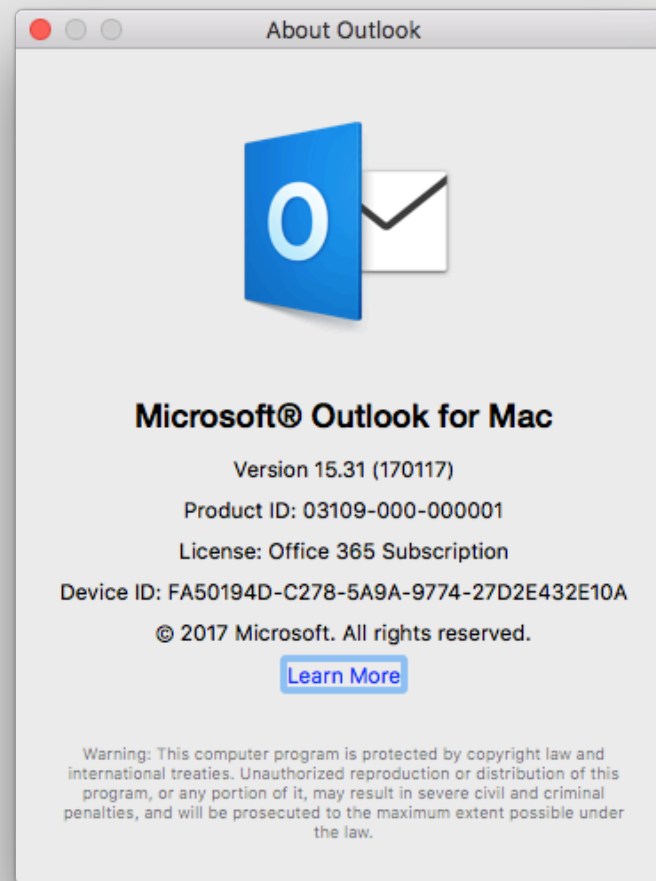 About Outlook
O
Microsoft® Outlook for Mac
Version 15.31 (170117)
Product ID: 03109-000-000001
License: Office 365 Subscription
Device ID: FA50194D-C278-5A9A-9774-27D2E432E10A
© 2017 Microsoft. All rights reserved.
Learn More
Warning: This computer program is protected by copyright law and
international treaties. Unauthorized reproduction or distribution of this
program, or any portion of it, may result in severe civil and criminal
penalties, and will be prosecuted to the maximum extent possible under
the law.